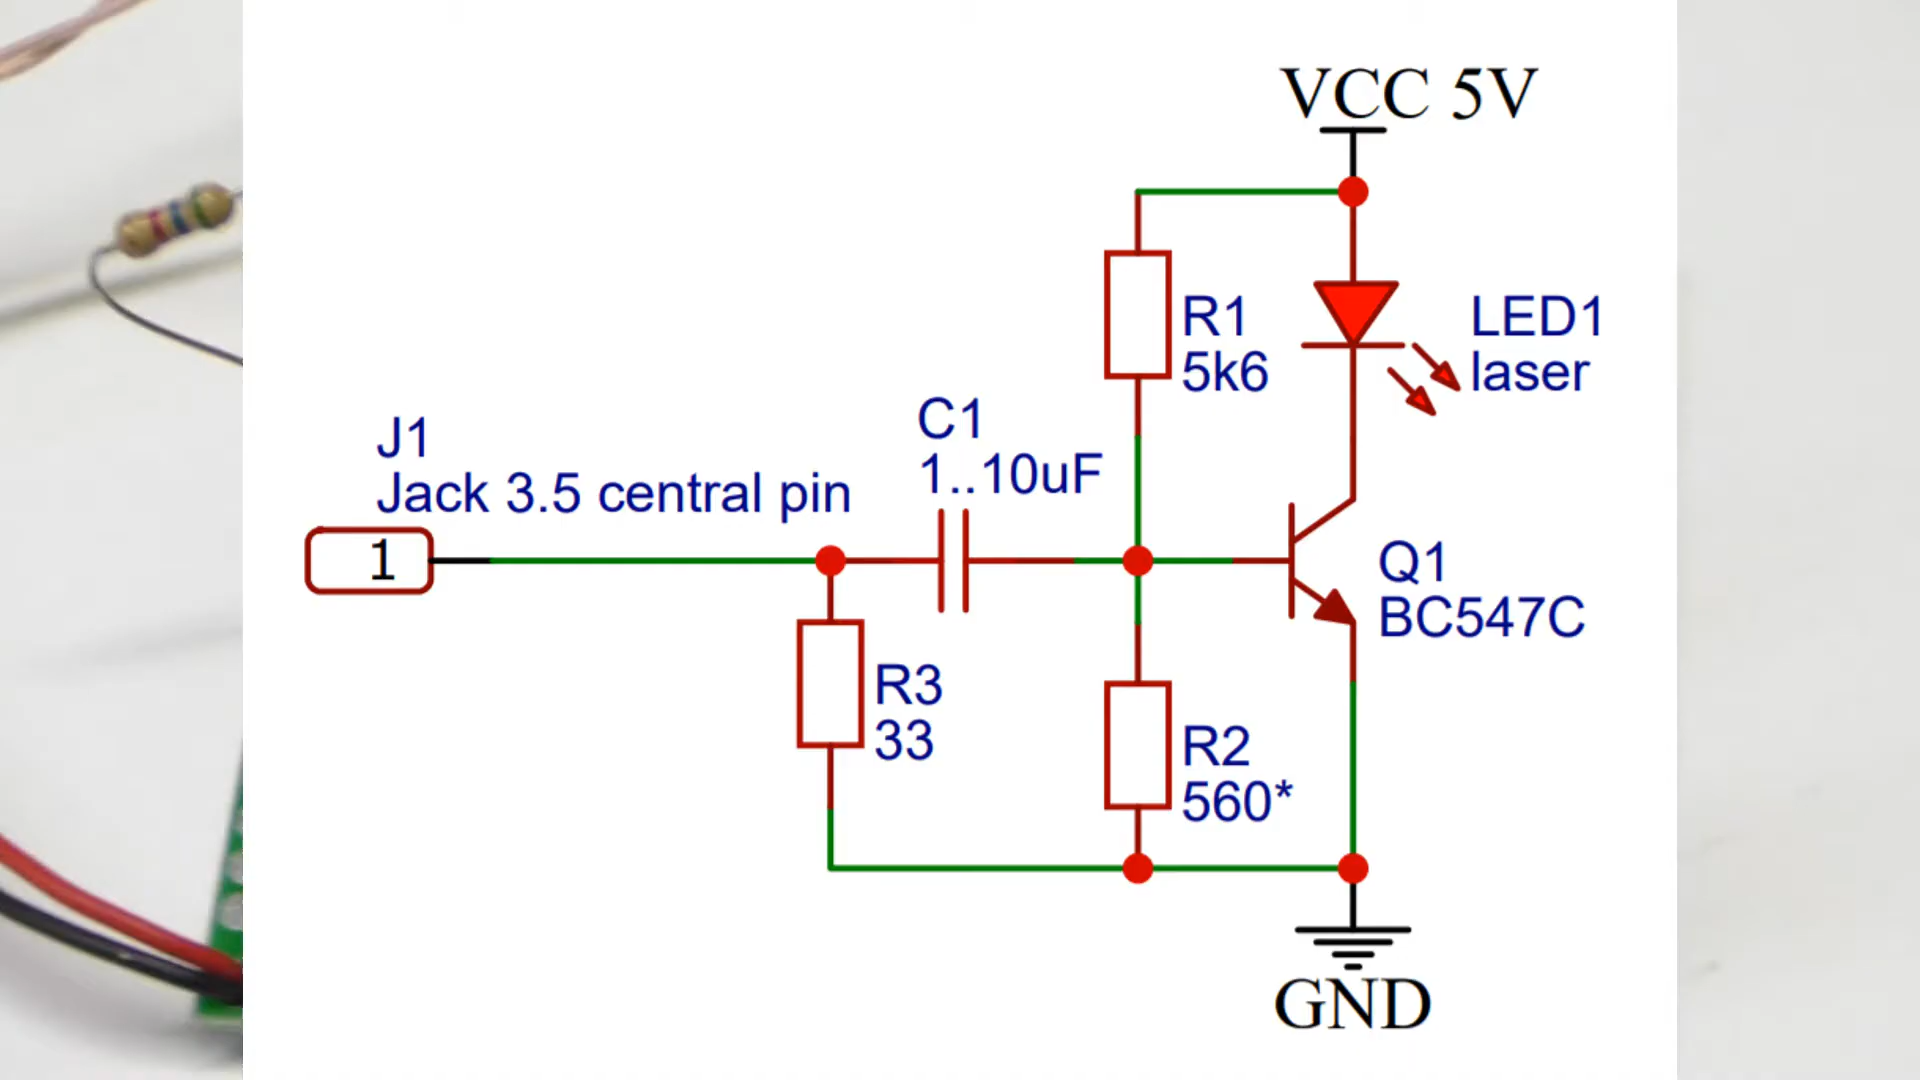 VCC 5V
R1
5k6
LED1
laser
C1
1..10uF
J1
Jack 3.5 central pin
1
Q1
BC547C
R3
33
R2
560*
GND